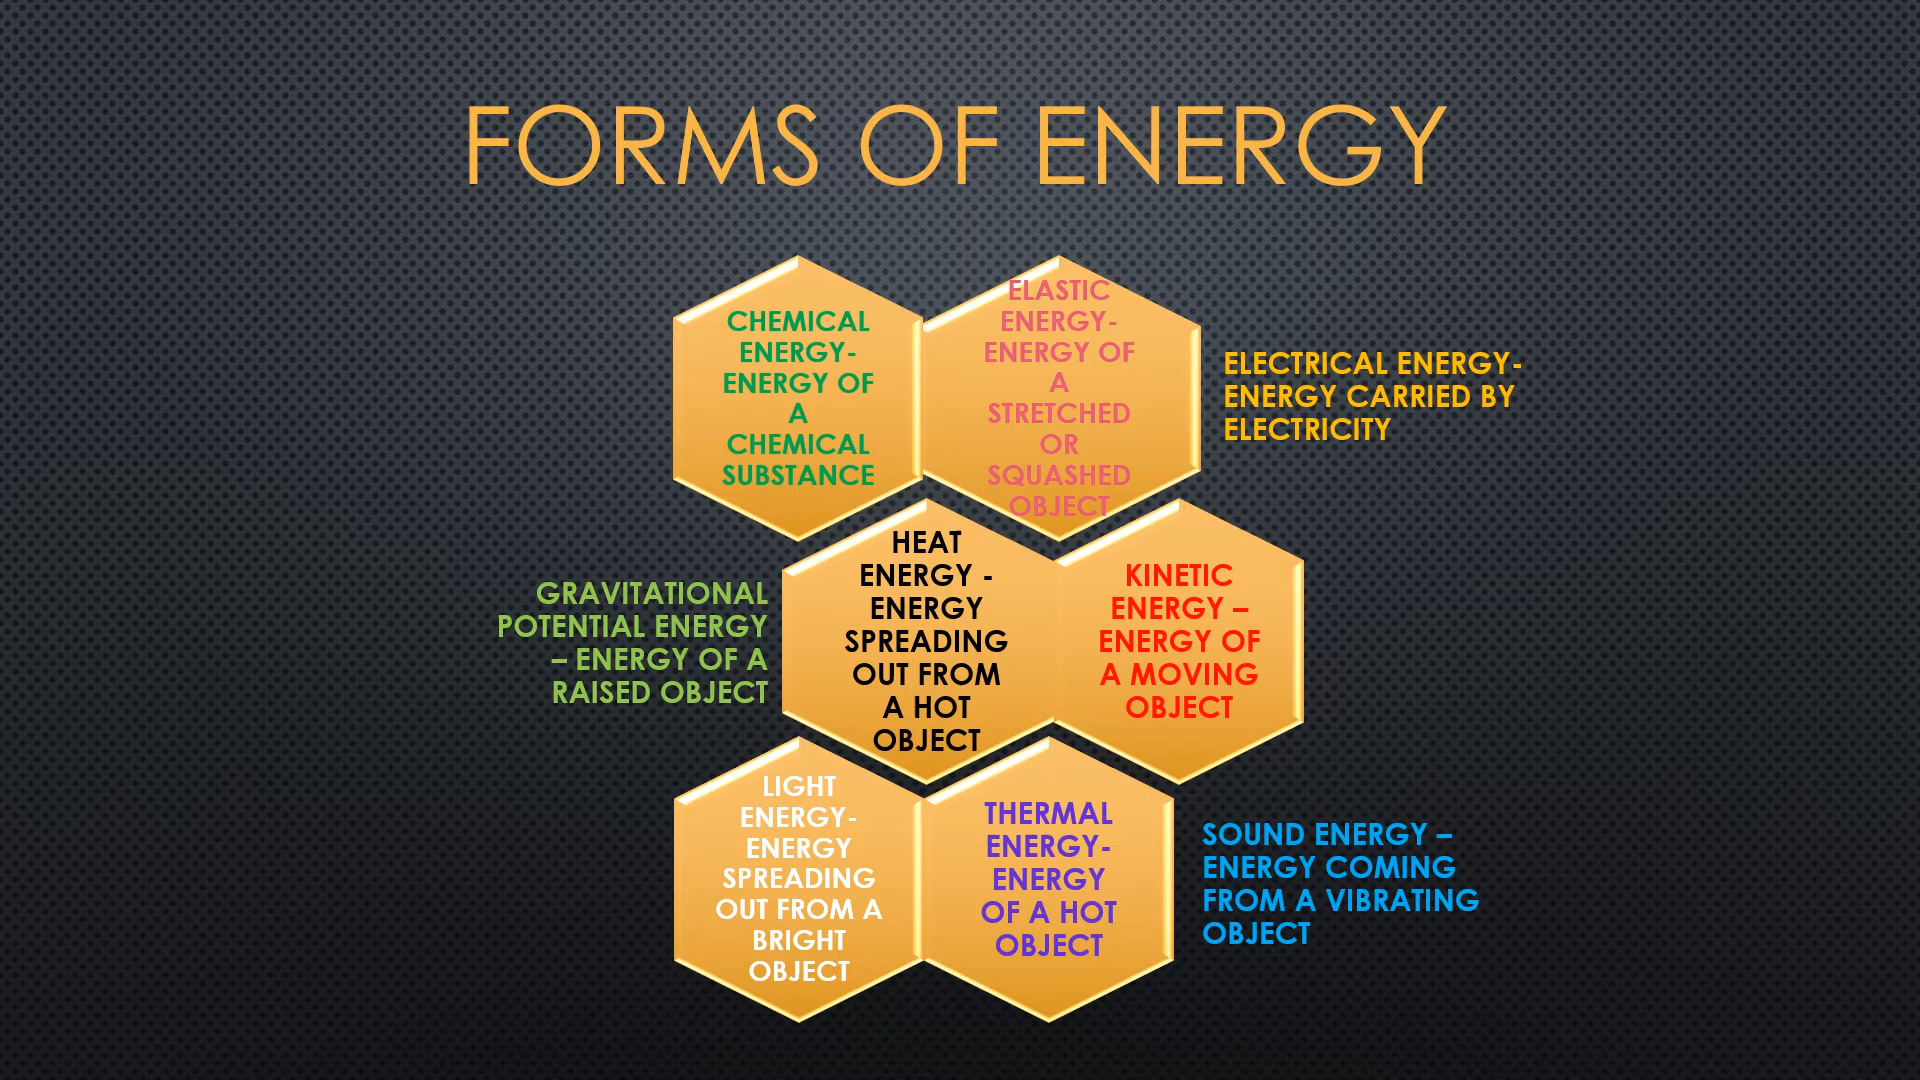 FORMS OF ENERGY
CHEMICAL
ENERGY-
ENERGY OF
A
CHEMICAL
SUBSTANCE
ELASTIC
ENERGY-
ENERGY OF
A
STRETCHED
OR
SQUASHED
OBJECT
ELECTRICAL ENERGY-
ENERGY CARRIED BY
ELECTRICITY
GRAVITATIONAL
POTENTIAL ENERGY
– ENERGY OF A
RAISED OBJECT
HEAT
ENERGY -
ENERGY
SPREADING
OUT FROM
A HOT
OBJECT
KINETIC
ENERGY –
ENERGY OF
A MOVING
OBJECT
LIGHT
ENERGY-
ENERGY
SPREADING
OUT FROM A
BRIGHT
OBJECT
THERMAL
ENERGY-
ENERGY
OF A HOT
OBJECT
SOUND ENERGY –
ENERGY COMING
FROM A VIBRATING
OBJECT